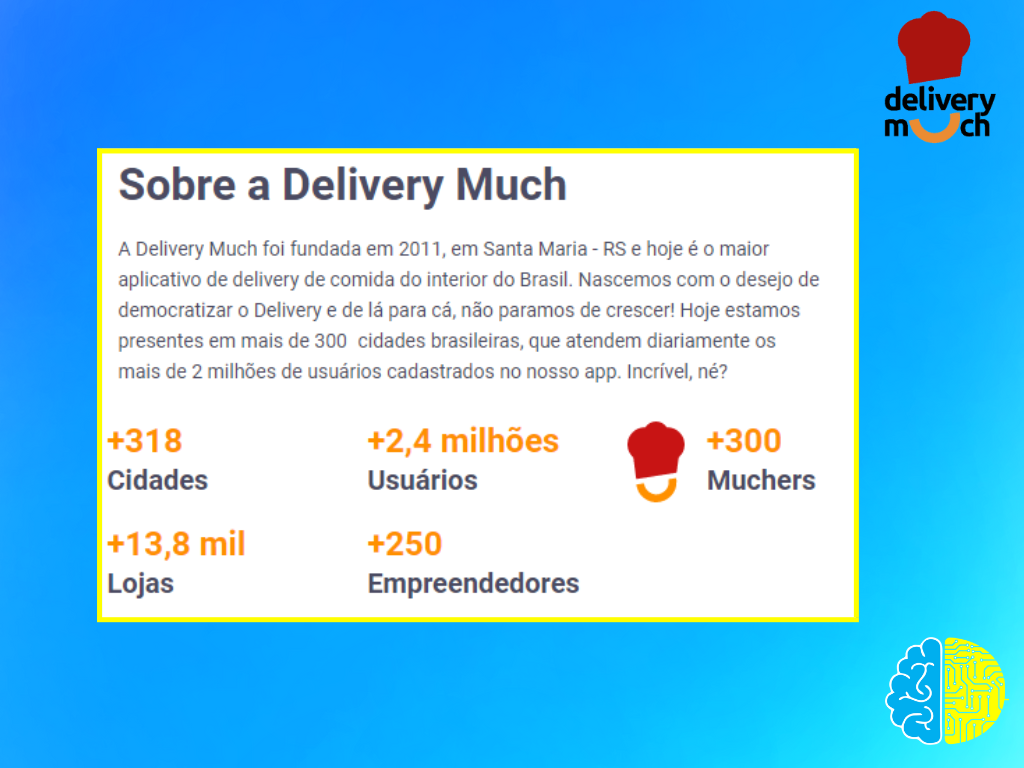 delivery
much
Sobre a Delivery Much
A Delivery Much foi fundada em 2011, em Santa Maria - RS e hoje é o maior
aplicativo de delivery de comida do interior do Brasil. Nascemos com o desejo de
democratizar o Delivery e de lá para cá, não paramos de crescer! Hoje estamos
presentes em mais de 300 cidades brasileiras, que atendem diariamente os
mais de 2 milhões de usuários cadastrados no nosso app. Incrível, né?
+318
Cidades
+2,4 milhões
Usuários
+300
Muchers
+13,8 mil
Lojas
+250
Empreendedores